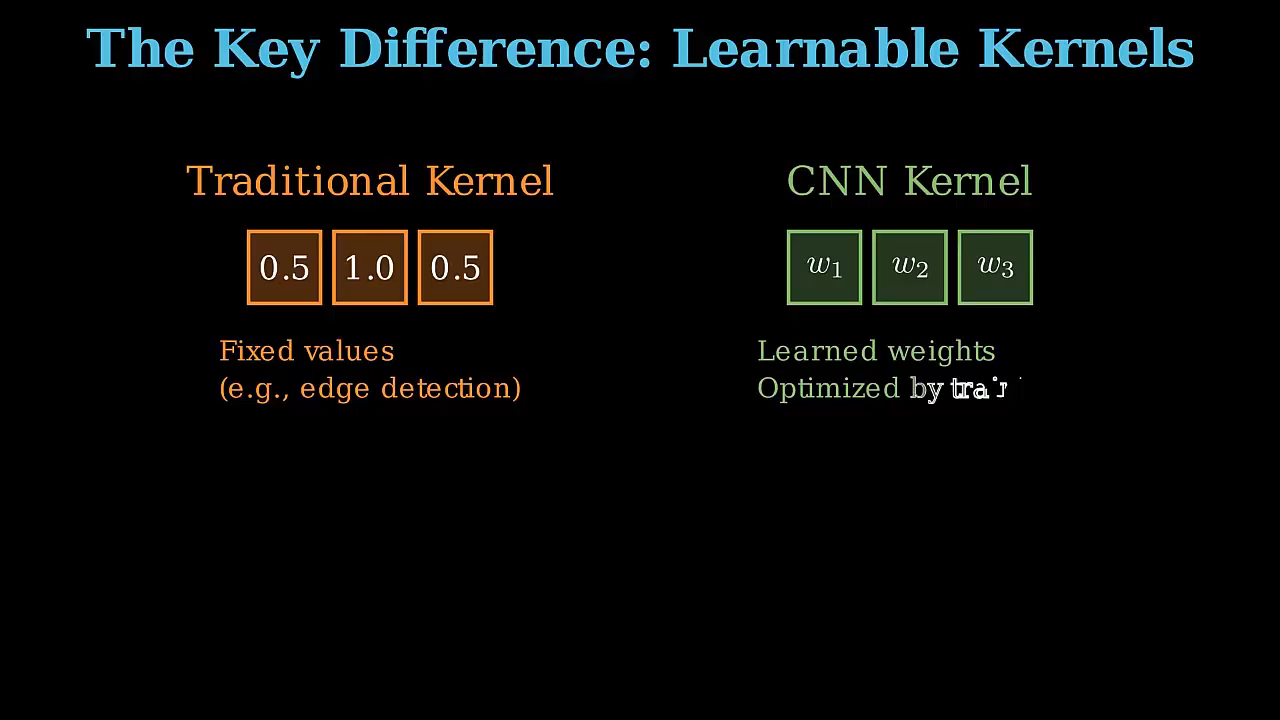 The Key Difference: Learnable Kernels
Traditional Kernel
CNN Kernel
0.5 1.0 0.5
w₁ w₂ w₃
Fixed values
(e.g., edge detection)
Learned weights
Optimized by